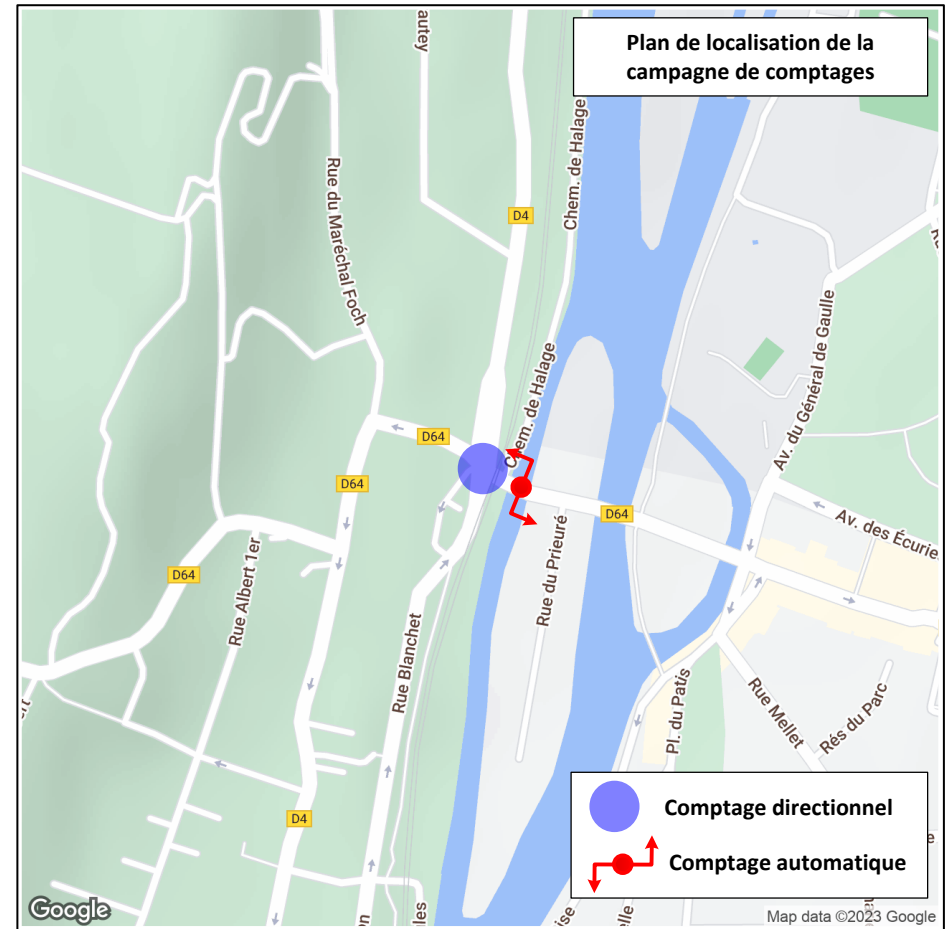 Plan de localisation de la
campagne de comptages
autey
Chem. de Halage
D4
Rue du Maréchal Foch
Av. du Général de Gaulle
Chem. de Halage
D64
D64
D64
Av. des Écurie
Rue du Prieuré
D64
Rue Albert 1er
Rue Blanchet
Pl. du Patis
Rue Mellet
Rés du Parc
D4
Comptage directionnel
Comptage automatique
Google
Map data ©2023 Google